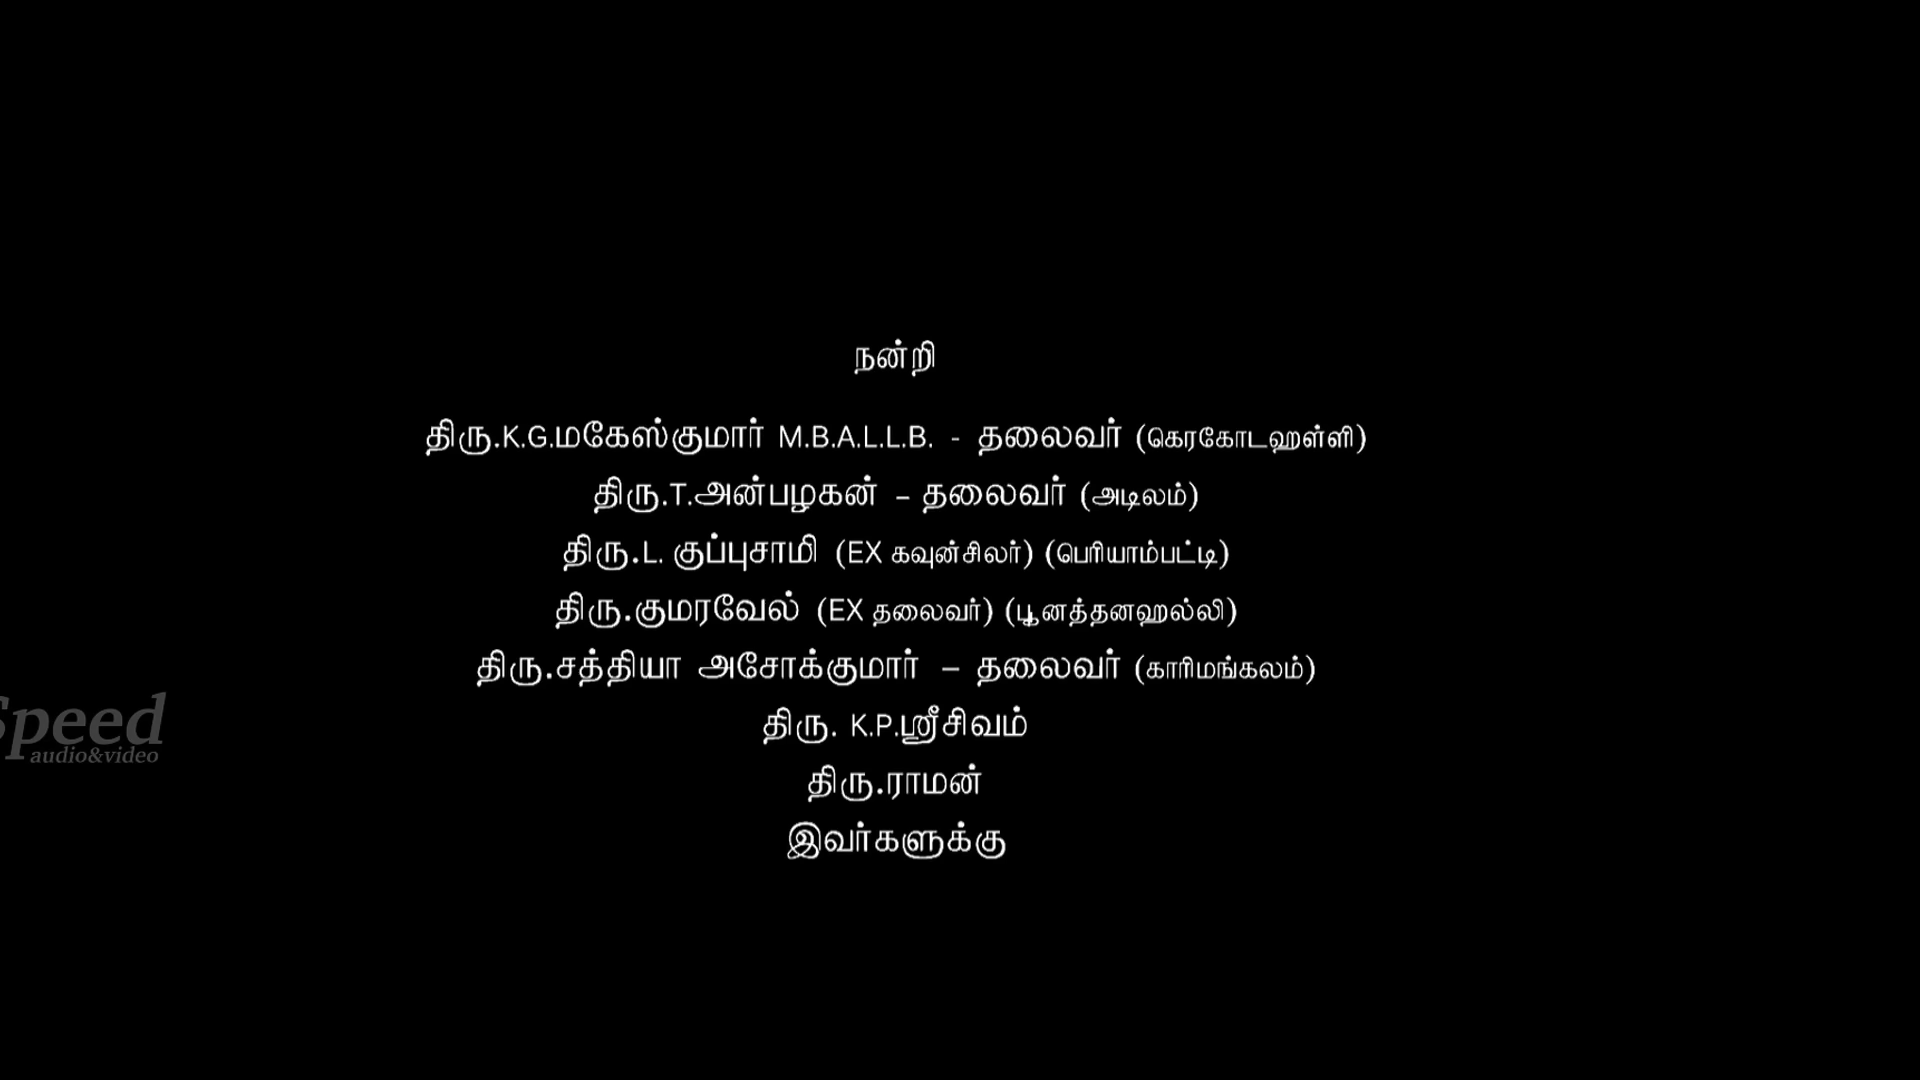 நன்றி
திரு.K.G.மகேஸ்குமார் M.B.A.L.L.B. - தலைவர் (கெரகோடஹள்ளி)
திரு.T.அன்பழகன் – தலைவர் (அடிலம்)
திரு.L. குப்புசாமி (EX கவுன்சிலர்) (பெரியாம்பட்டி)
திரு.குமரவேல் (EX தலைவர்) (பூனத்தனஹல்லி)
திரு.சத்தியா அசோக்குமார் – தலைவர் (காரிமங்கலம்)
திரு. K.P.ஸ்ரீசிவம்
திரு.ராமன்
இவர்களுக்கு
Speed
audio&video